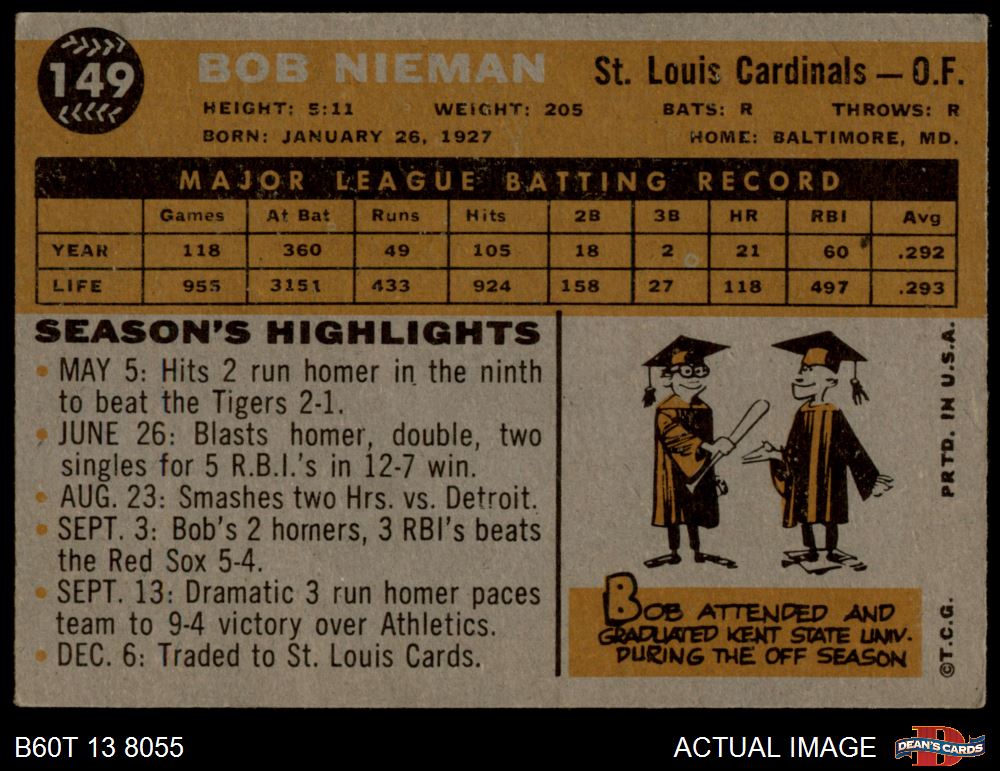 149
BOB NIEMAN
St. Louis Cardinals — O.F.
HEIGHT: 5:11 WEIGHT: 205 BATS: R THROWS: R
BORN: JANUARY 26, 1927 HOME: BALTIMORE, MD.
MAJOR LEAGUE BATTING RECORD
Games At Bat Runs Hits 2B 3B HR RBI Avg
YEAR 118 360 49 105 18 2 21 60 .292
LIFE 955 3151 433 924 158 27 118 497 .293
SEASON'S HIGHLIGHTS
• MAY 5: Hits 2 run homer in the ninth
to beat the Tigers 2-1.
• JUNE 26: Blasts homer, double, two
singles for 5 R.B.I.'s in 12-7 win.
• AUG. 23: Smashes two Hrs. vs. Detroit.
• SEPT. 3: Bob's 2 homers, 3 RBI's beats
the Red Sox 5-4.
• SEPT. 13: Dramatic 3 run homer paces
team to 9-4 victory over Athletics.
• DEC. 6: Traded to St. Louis Cards.
BOB ATTENDED AND
GRADUATED KENT STATE UNIV.
DURING THE OFF SEASON
PRTD. IN U.S.A.
©T.C.G.
B60T 13 8055
ACTUAL IMAGE
D
DEAN'S CARDS